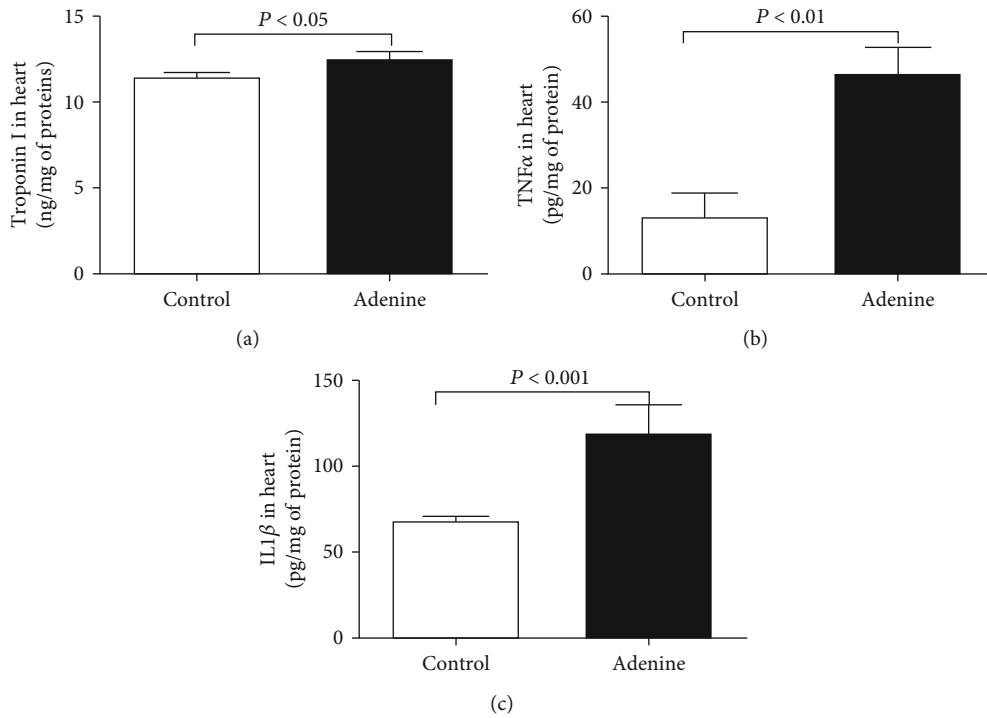 Troponin I in heart
(ng/mg of proteins)
15
10
5
0
P < 0.05
Control
Adenine
(a)
TNFα in heart
(pg/mg of protein)
60
40
20
0
P < 0.01
Control
Adenine
(b)
IL1β in heart
(pg/mg of protein)
150
100
50
0
P < 0.001
Control
Adenine
(c)